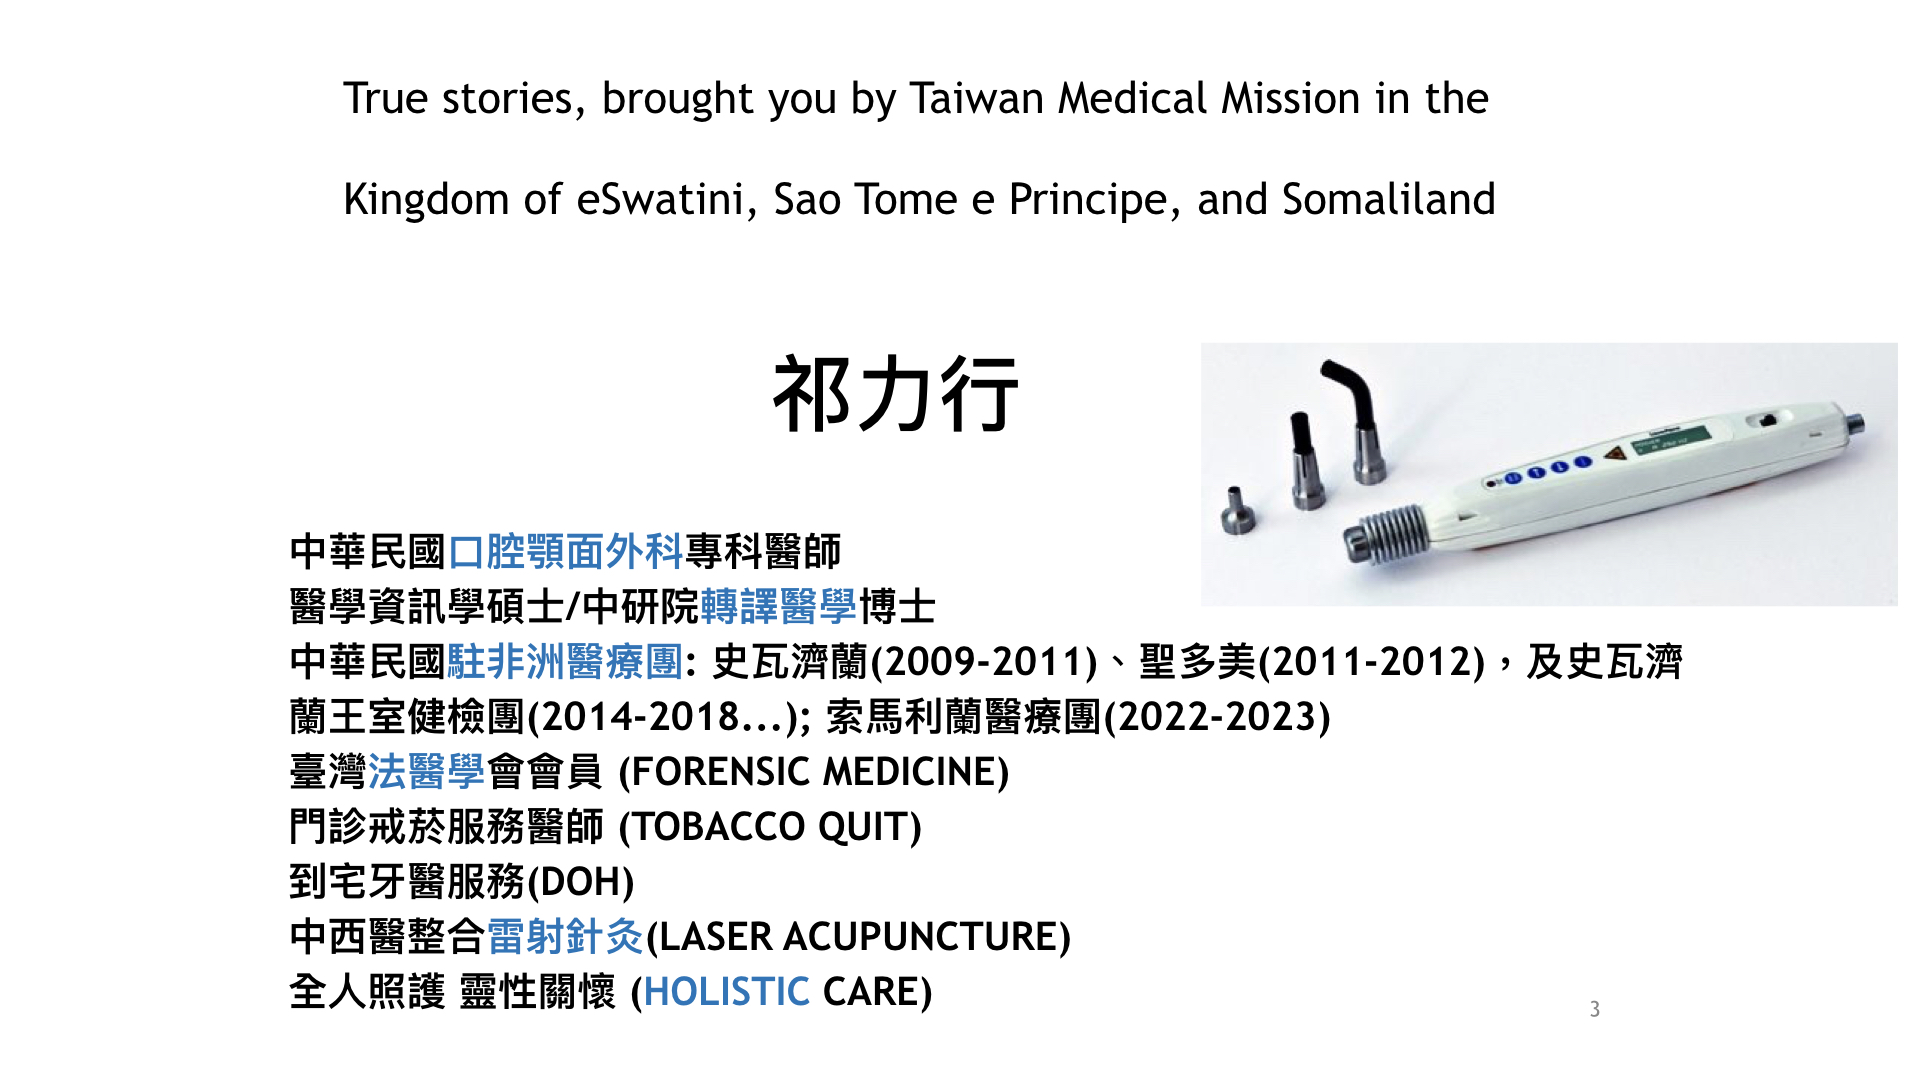 True stories, brought you by Taiwan Medical Mission in the
Kingdom of eSwatini, Sao Tome e Principe, and Somaliland
祁力行
中華民國口腔顎面外科專科醫師
醫學資訊學碩士/中研院轉譯醫學博士
中華民國駐非洲醫療團: 史瓦濟蘭(2009-2011)、聖多美(2011-2012)，及史瓦濟
蘭王室健檢團(2014-2018...); 索馬利蘭醫療團(2022-2023)
臺灣法醫學會會員 (FORENSIC MEDICINE)
門診戒菸服務醫師 (TOBACCO QUIT)
到宅牙醫服務(DOH)
中西醫整合雷射針灸(LASER ACUPUNCTURE)
全人照護 靈性關懷 (HOLISTIC CARE)
3